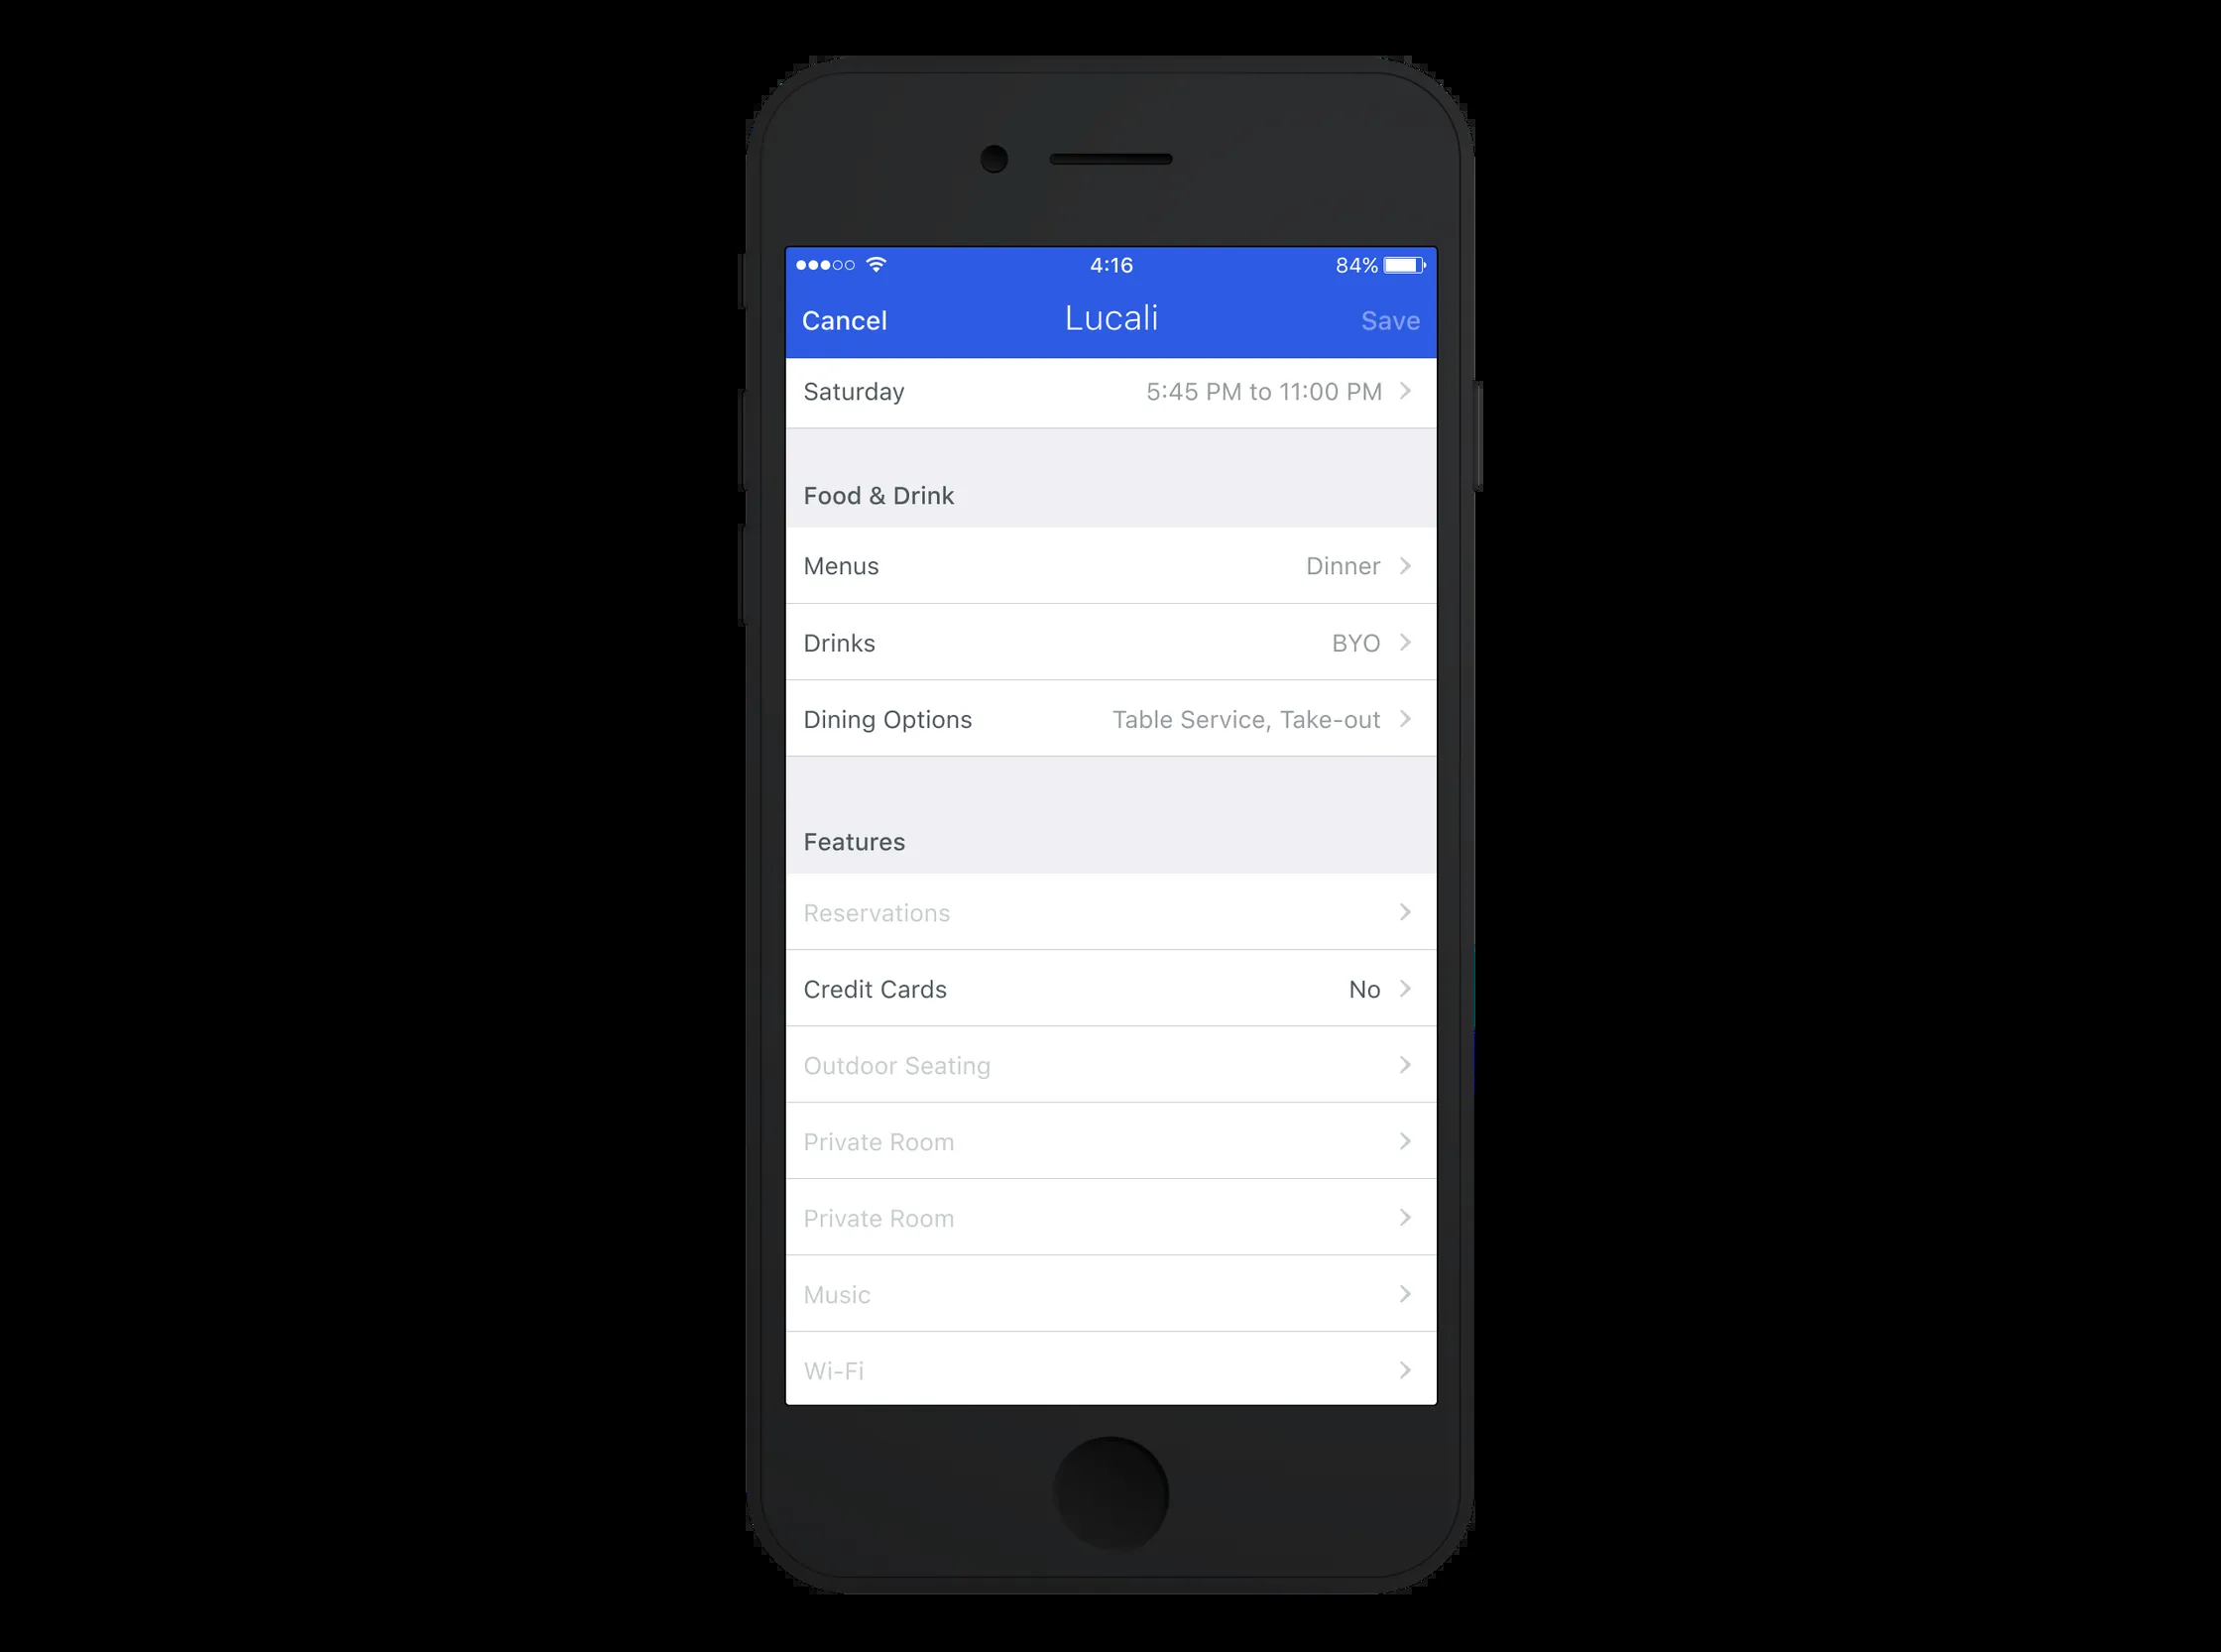 4:16 84%
Cancel Lucali Save
Saturday 5:45 PM to 11:00 PM
Food & Drink
Menus Dinner
Drinks BYO
Dining Options Table Service, Take-out
Features
Reservations
Credit Cards No
Outdoor Seating
Private Room
Private Room
Music
Wi-Fi